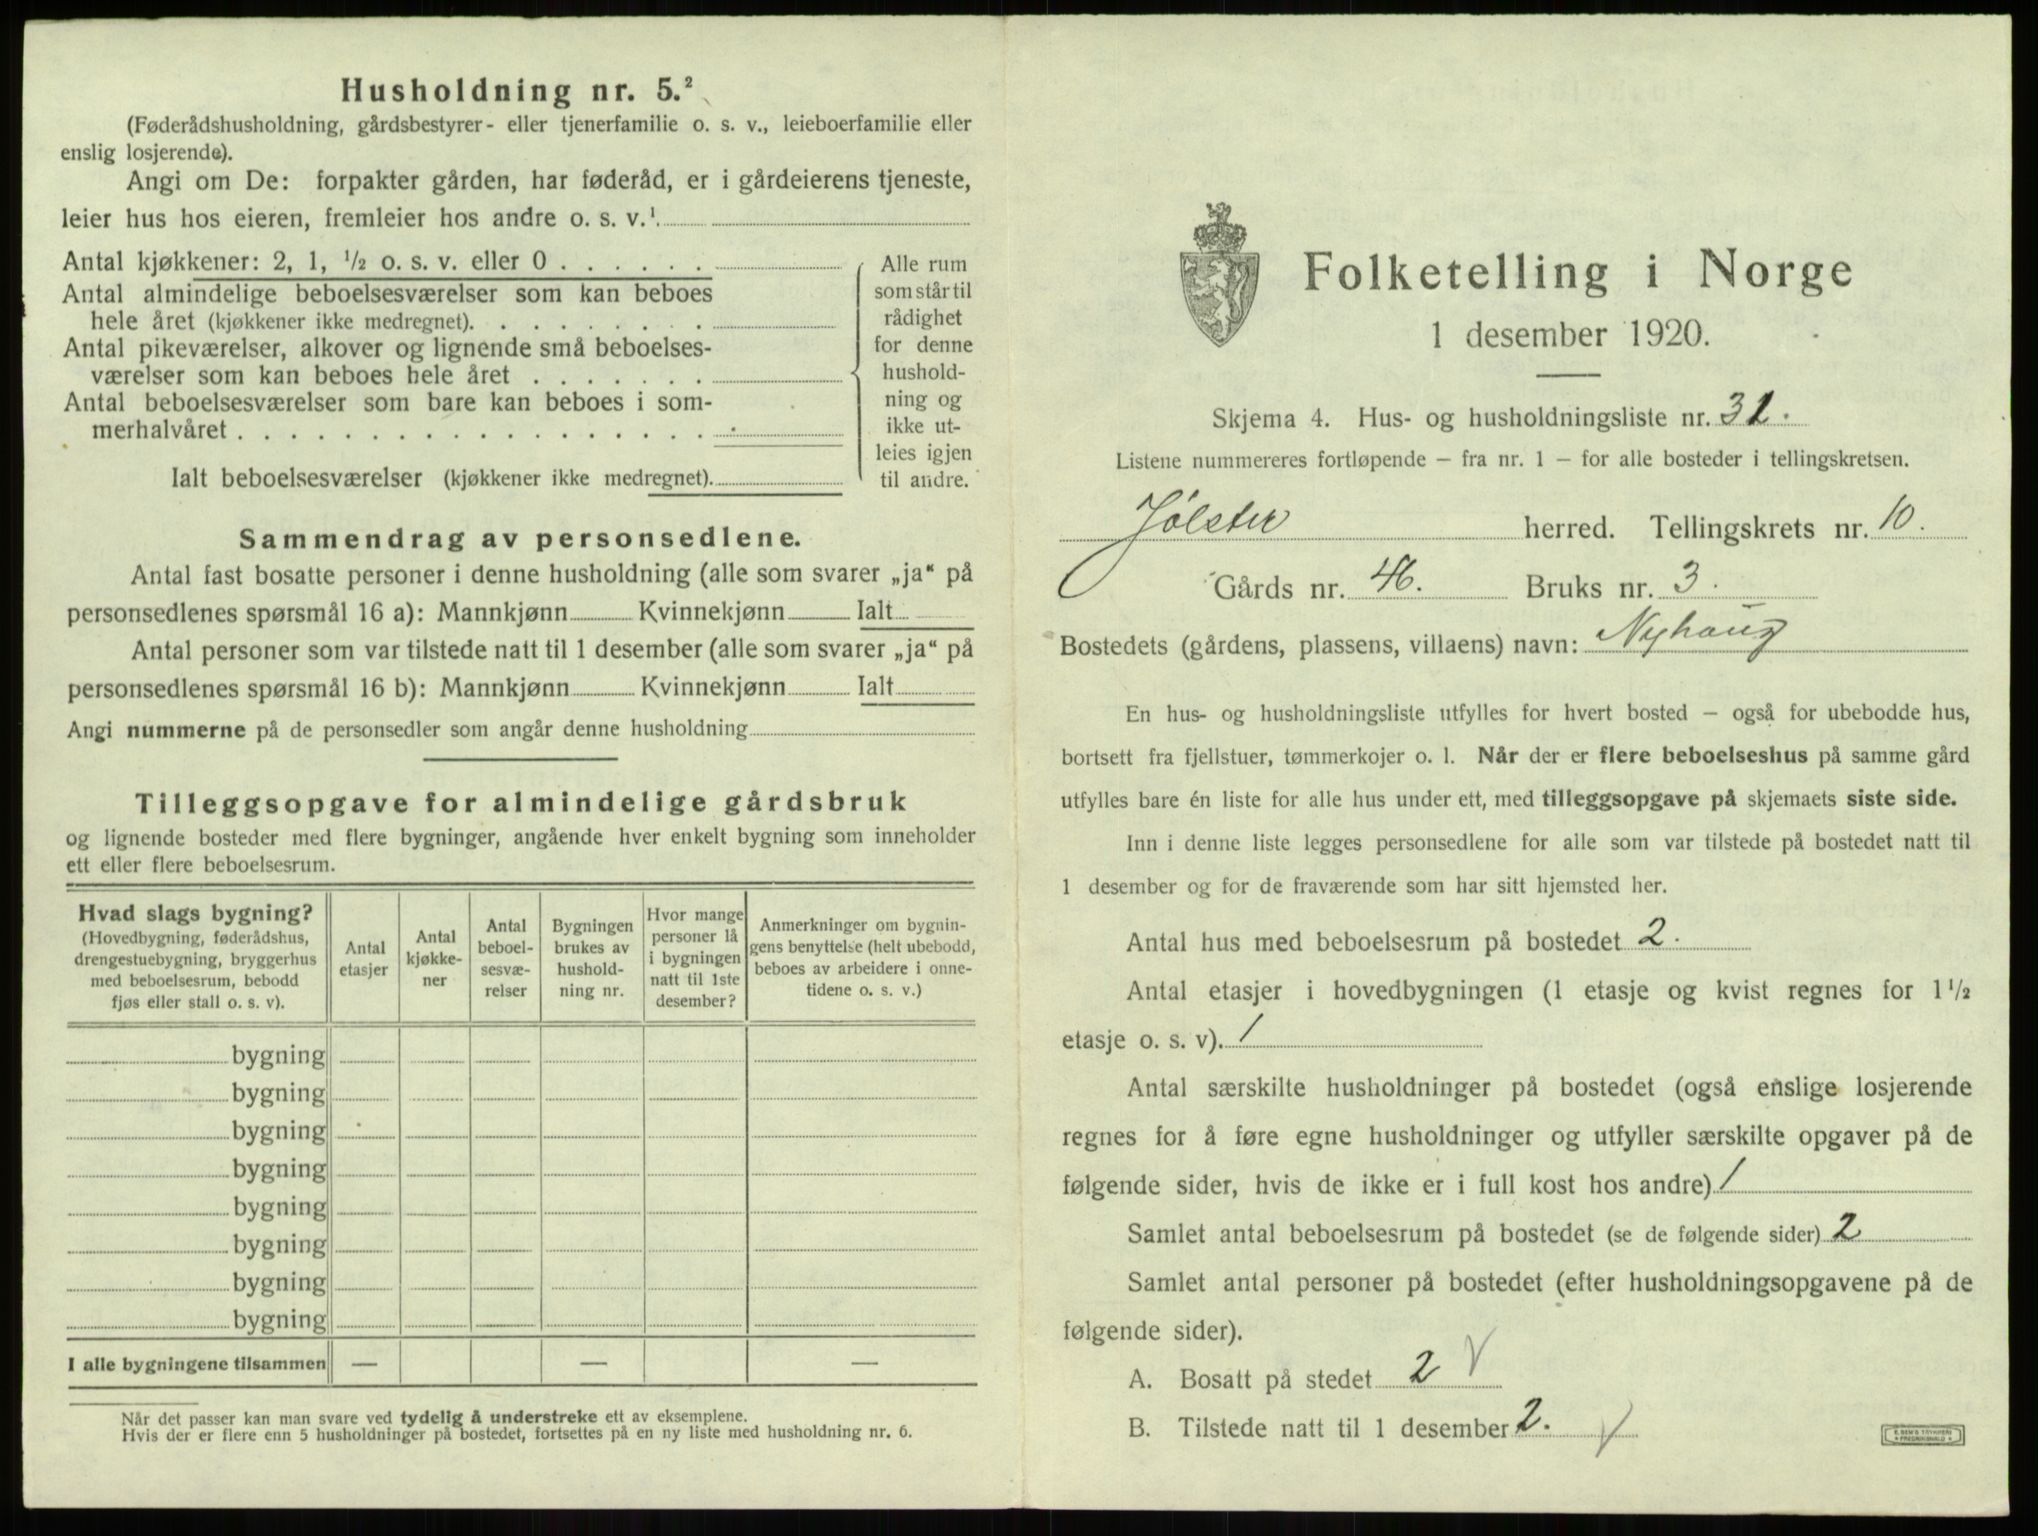 Husholdning nr. 5.²
(Føderådshusholdning, gårdsbestyrer- eller tjenerfamilie o. s. v., leieboerfamilie eller
enslig losjerende).
Angi om De: forpakter gården, har føderåd, er i gårdeierens tjeneste,
leier hus hos eieren, fremleier hos andre o. s. v.¹
Antal kjøkkener: 2, 1, ½ o. s. v. eller 0 . . . . . .
Antal almindelige beboelsesværelser som kan beboes
hele året (kjøkkener ikke medregnet). . . . . . . . .
Antal pikeværelser, alkover og lignende små beboelses-
værelser som kan beboes hele året . . . . . . .
Antal beboelsesværelser som bare kan beboes i som-
merhalvåret . . . . . . . . . . . . . . . . . .
Ialt beboelsesværelser (kjøkkener ikke medregnet).
Alle rum
som står til
rådighet
for denne
hushold-
ning og
ikke ut-
leies igjen
til andre.
Sammendrag av personsedlene.
Antal fast bosatte personer i denne husholdning (alle som svarer „ja“ på
personsedlenes spørsmål 16 a): Mannkjønn Kvinnekjønn Ialt
Antal personer som var tilstede natt til 1 desember (alle som svarer „ja“ på
personsedlenes spørsmål 16 b): Mannkjønn Kvinnekjønn Ialt
Angi nummerne på de personsedler som angår denne husholdning
Tilleggsopgave for almindelige gårdsbruk
og lignende bosteder med flere bygninger, angående hver enkelt bygning som inneholder
ett eller flere beboelsesrum.
Hvad slags bygning?
(Hovedbygning, føderådshus,
drengestuebygning, bryggerhus
med beboelsesrum, bebodd
fjøs eller stall o. s. v).
Antal
etasjer
Antal
kjøkke-
ner
Antal
beboel-
sesvæ-
relser
Bygningen
brukes av
hushold-
ning nr.
Hvor mange
personer lå
i bygningen
natt til 1ste
desember?
Anmerkninger om bygnin-
gens benyttelse (helt ubebodd,
beboes av arbeidere i onne-
tidene o. s. v.)
bygning
bygning
bygning
bygning
bygning
bygning
bygning
bygning
I alle bygningene tilsammen — — —
Når det passer kan man svare ved tydelig å understreke ett av eksemplene.
Hvis der er flere enn 5 husholdninger på bostedet, fortsettes på en ny liste med husholdning nr. 6.
Folketelling i Norge
1 desember 1920.
Skjema 4. Hus- og husholdningsliste nr. 31.
Listene nummereres fortløpende – fra nr. 1 – for alle bosteder i tellingskretsen.
Jølster herred. Tellingskrets nr. 10.
Gårds nr. 46. Bruks nr. 3.
Bostedets (gårdens, plassens, villaens) navn: Nyhaug
En hus- og husholdningsliste utfylles for hvert bosted – også for ubebodde hus,
bortsett fra fjellstuer, tømmerkojer o. l. Når der er flere beboelseshus på samme gård
utfylles bare én liste for alle hus under ett, med tilleggsopgave på skjemaets siste side.
Inn i denne liste legges personsedlene for alle som var tilstede på bostedet natt til
1 desember og for de fraværende som har sitt hjemsted her.
Antal hus med beboelsesrum på bostedet 2.
Antal etasjer i hovedbygningen (1 etasje og kvist regnes for 1½
etasje o. s. v). 1
Antal særskilte husholdninger på bostedet (også enslige losjerende
regnes for å føre egne husholdninger og utfyller særskilte opgaver på de
følgende sider, hvis de ikke er i full kost hos andre) 1
Samlet antal beboelsesrum på bostedet (se de følgende sider) 2
Samlet antal personer på bostedet (efter husholdningsopgavene på de
følgende sider).
A. Bosatt på stedet 2
B. Tilstede natt til 1 desember 2.